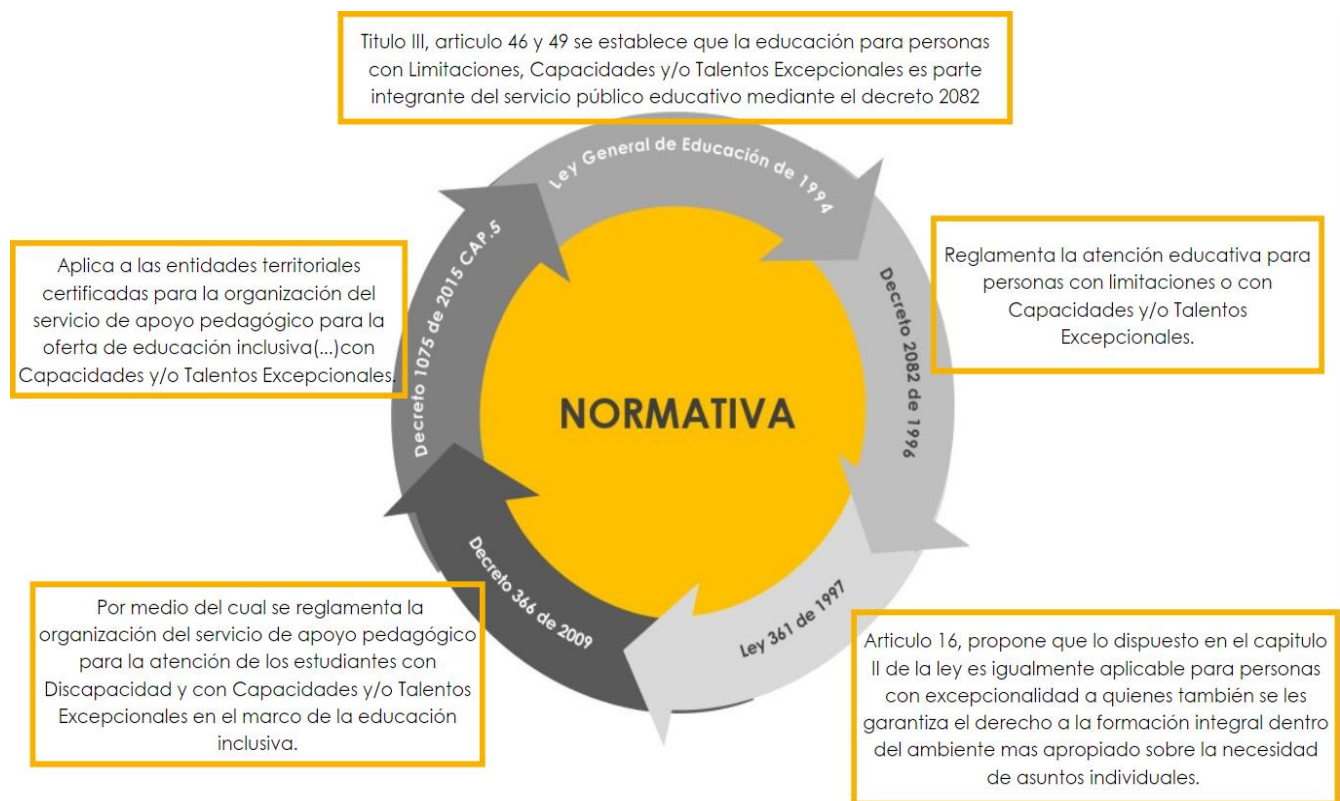 Titulo III, articulo 46 y 49 se establece que la educación para personas
con Limitaciones, Capacidades y/o Talentos Excepcionales es parte
integrante del servicio público educativo mediante el decreto 2082
Ley General de Educación de 1994
Reglamenta la atención educativa para
personas con limitaciones o con
Capacidades y/o Talentos
Excepcionales.
Decreto 2082 de 1996
Aplica a las entidades territoriales
certificadas para la organización del
servicio de apoyo pedagógico para la
oferta de educación inclusiva(...)con
Capacidades y/o Talentos Excepcionales.
Decreto 1075 de 2015 CAP.5
NORMATIVA
Decreto 366 de 2009
Ley 361 de 1997
Por medio del cual se reglamenta la
organización del servicio de apoyo pedagógico
para la atención de los estudiantes con
Discapacidad y con Capacidades y/o Talentos
Excepcionales en el marco de la educación
inclusiva.
Articulo 16, propone que lo dispuesto en el capitulo
II de la ley es igualmente aplicable para personas
con excepcionalidad a quienes también se les
garantiza el derecho a la formación integral dentro
del ambiente mas apropiado sobre la necesidad
de asuntos individuales.